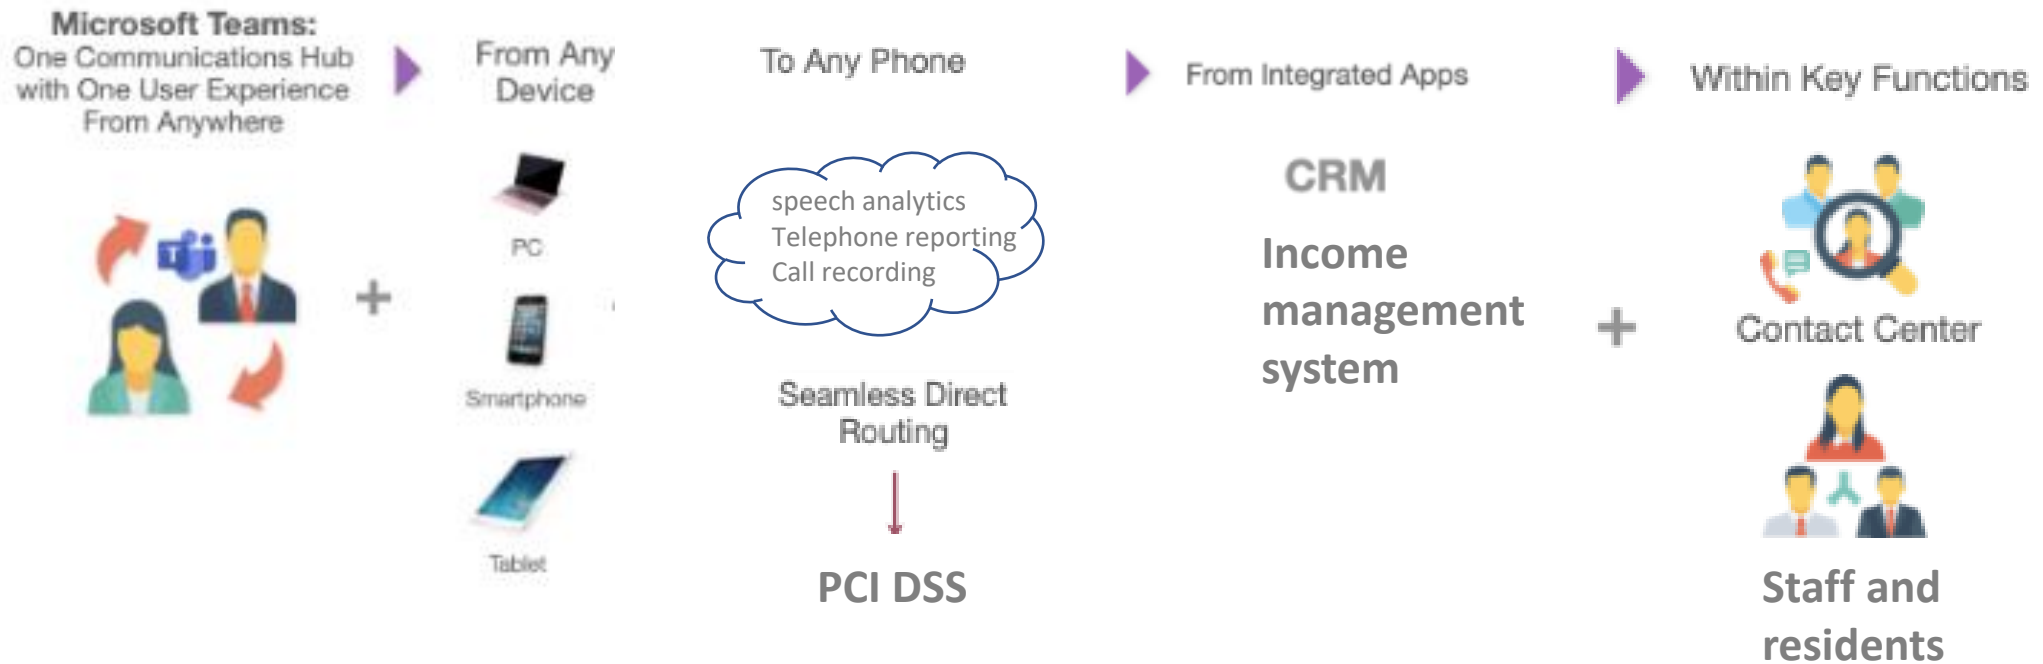 Microsoft Teams:
One Communications Hub
with One User Experience
From Anywhere
From Any
Device
PC
Smartphone
Tablet
To Any Phone
speech analytics
Telephone reporting
Call recording
Seamless Direct
Routing
PCI DSS
From Integrated Apps
CRM
Income
management
system
Within Key Functions
Contact Center
Staff and
residents